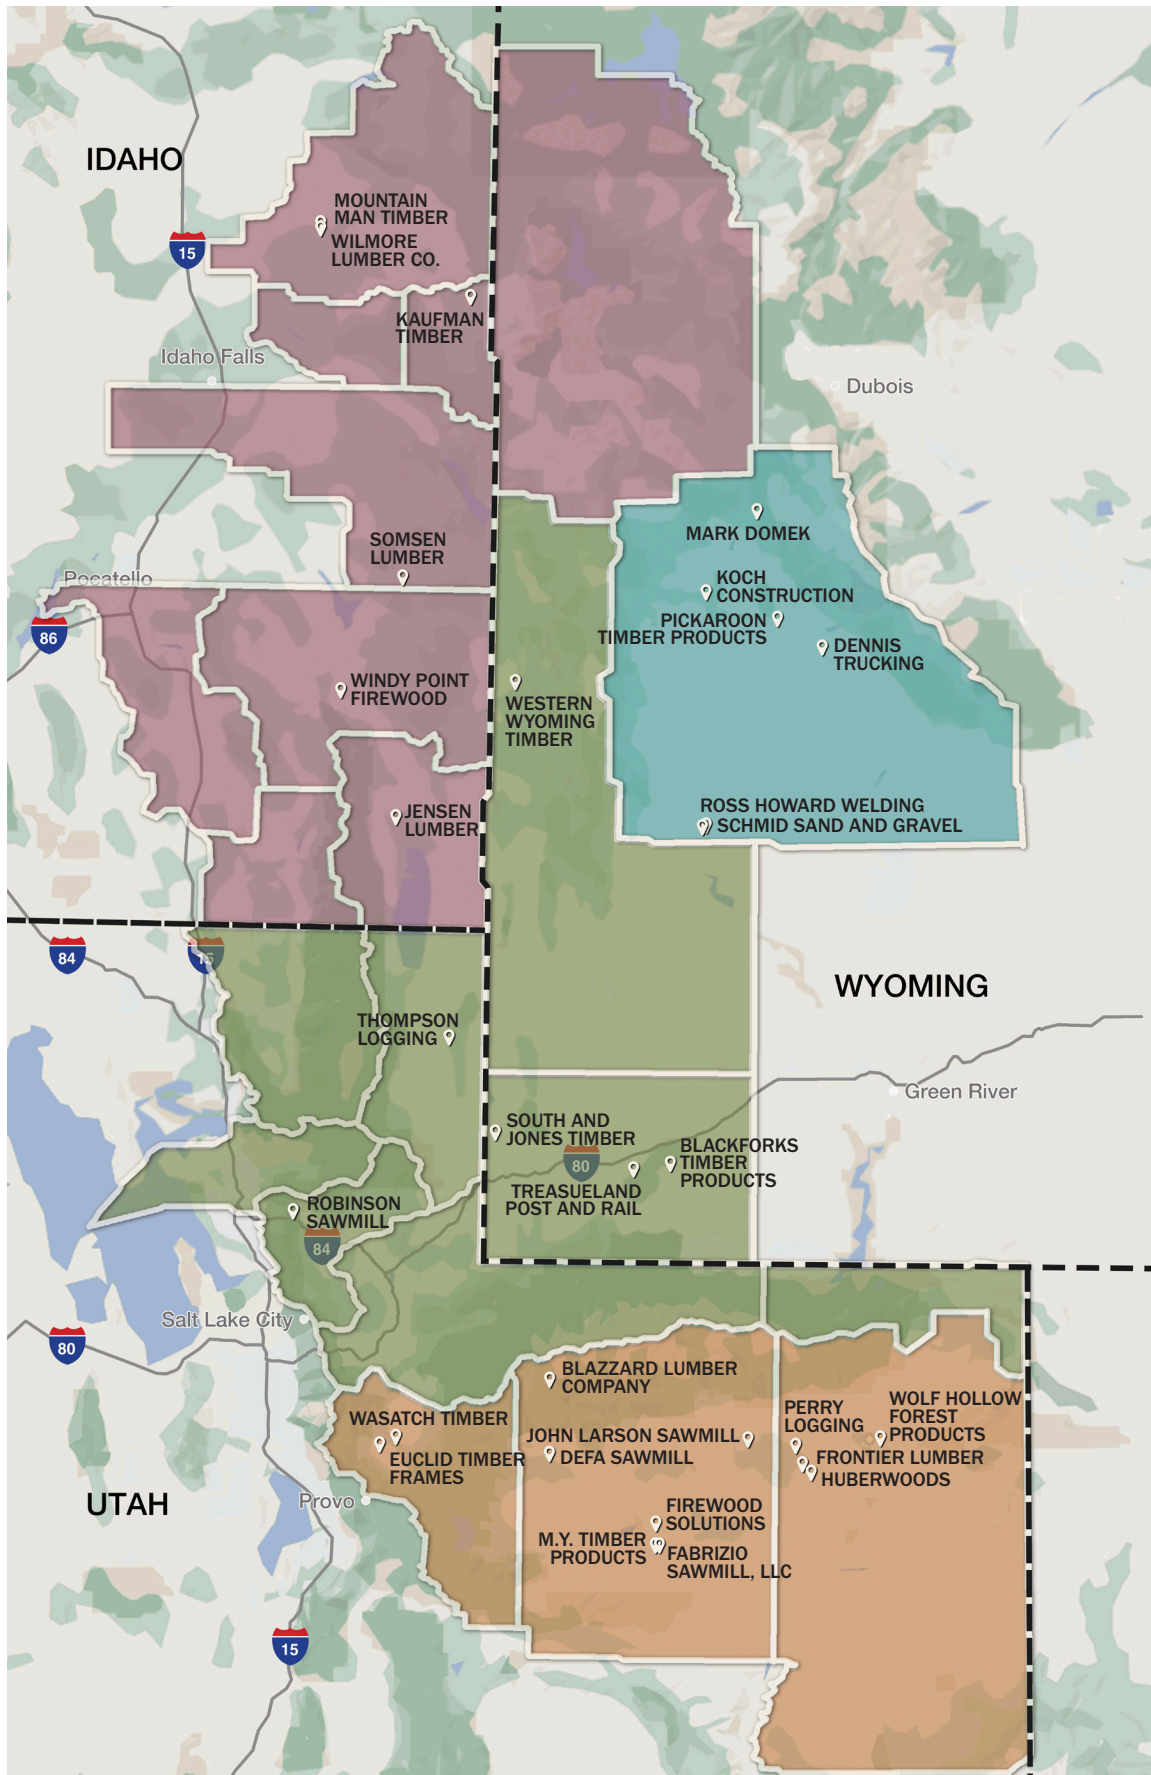 IDAHO
MOUNTAIN
MAN TIMBER
WILMORE
LUMBER CO.
15
KAUFMAN
TIMBER
Idaho Falls
Dubois
SOMSEN
LUMBER
MARK DOMEK
Pocatello
KOCH
CONSTRUCTION
PICKAROON
TIMBER PRODUCTS
86
DENNIS
TRUCKING
WINDY POINT
FIREWOOD
WESTERN
WYOMING
TIMBER
JENSEN
LUMBER
ROSS HOWARD WELDING
SCHMID SAND AND GRAVEL
84
15
WYOMING
THOMPSON
LOGGING
Green River
SOUTH AND
JONES TIMBER
80
BLACKFORKS
TIMBER
PRODUCTS
TREASUELAND
POST AND RAIL
ROBINSON
SAWMILL
84
Salt Lake City
80
BLAZZARD LUMBER
COMPANY
WASATCH TIMBER
EUCLID TIMBER
FRAMES
JOHN LARSON SAWMILL
DEFA SAWMILL
PERRY
LOGGING
WOLF HOLLOW
FOREST
PRODUCTS
FRONTIER LUMBER
HUBERWOODS
UTAH
Provo
FIREWOOD
SOLUTIONS
M.Y. TIMBER
PRODUCTS
FABRIZIO
SAWMILL, LLC
15